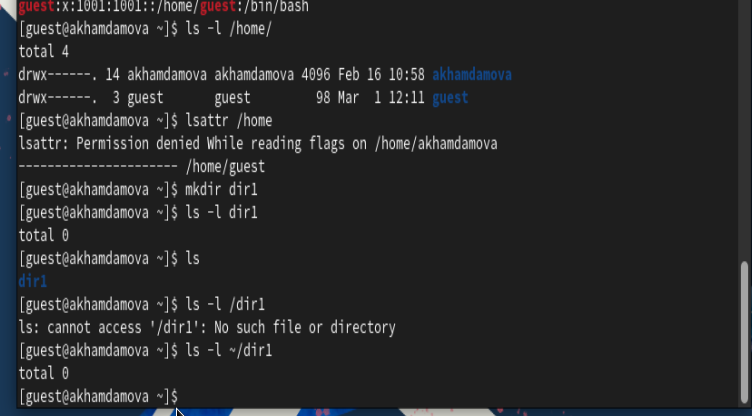 guest:x:1001:1001::/home/guest:/bin/bash
[guest@akhamdamova ~]$ ls -l /home/
total 4
drwx------. 14 akhamdamova akhamdamova 4096 Feb 16 10:58 akhamdamova
drwx------.  3 guest       guest         98 Mar  1 12:11 guest
[guest@akhamdamova ~]$ lsattr /home
lsattr: Permission denied While reading flags on /home/akhamdamova
---------------------- /home/guest
[guest@akhamdamova ~]$ mkdir dir1
[guest@akhamdamova ~]$ ls -l dir1
total 0
[guest@akhamdamova ~]$ ls
dir1
[guest@akhamdamova ~]$ ls -l /dir1
ls: cannot access '/dir1': No such file or directory
[guest@akhamdamova ~]$ ls -l ~/dir1
total 0
[guest@akhamdamova ~]$